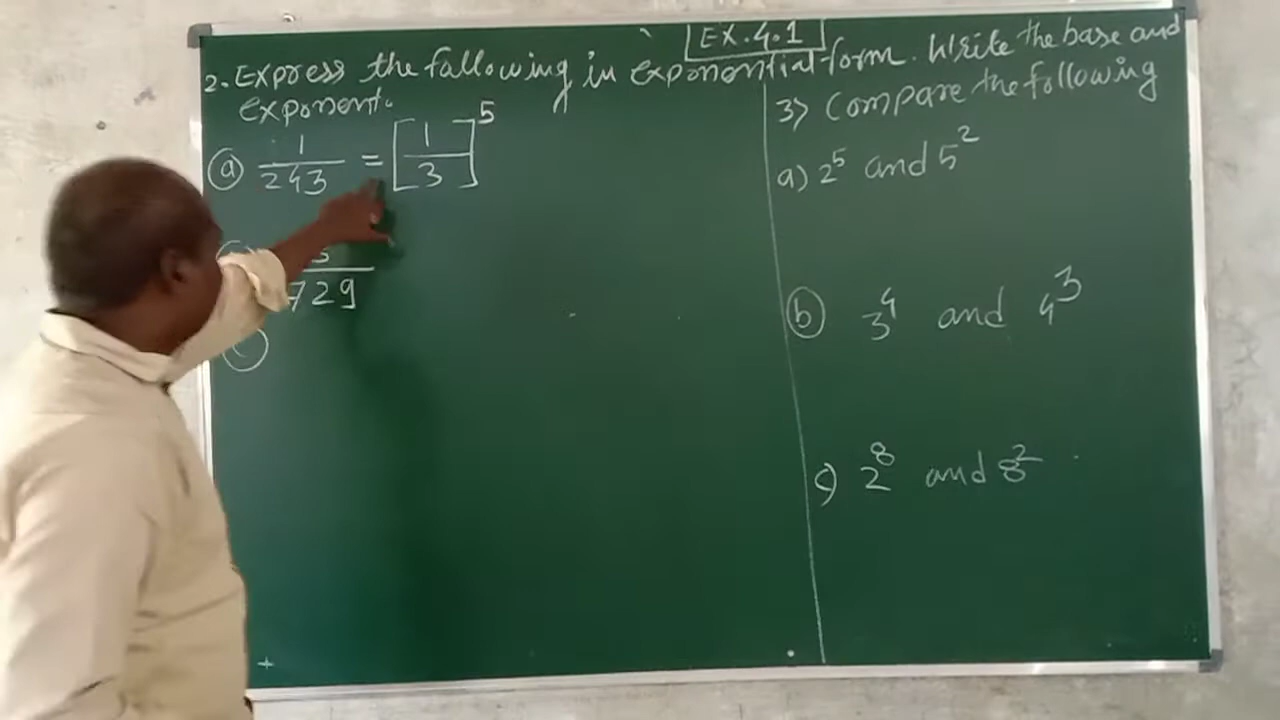 EX.4.1
2. Express the following in exponential form. Write the base and
exponent.
(a) 1/243 = [1/3]^5
729
3) Compare the following
a) 2^5 and 5^2
(b) 3^4 and 4^3
c) 2^8 and 8^2